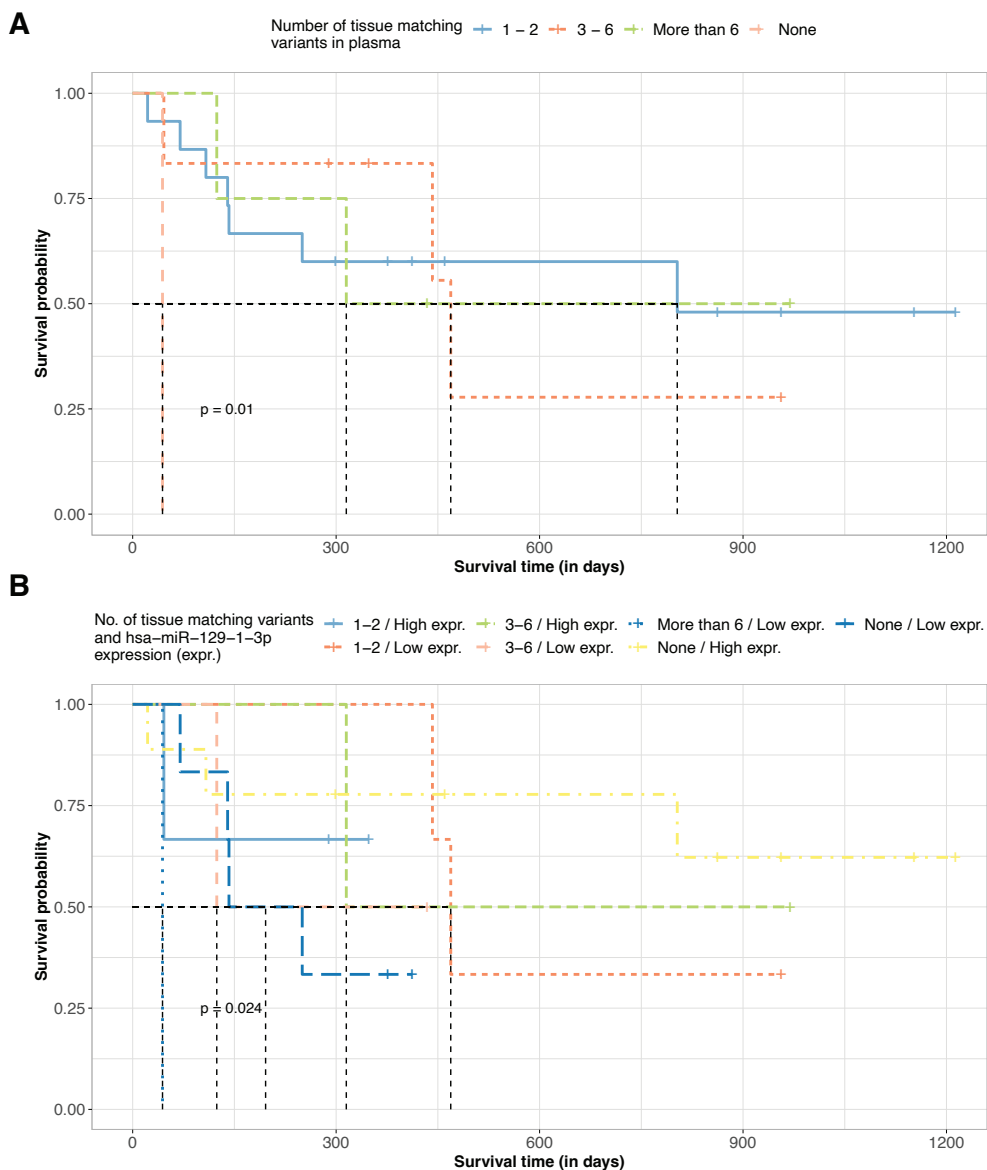 A
Number of tissue matching
variants in plasma
1 − 2
3 − 6
More than 6
None
1.00
0.75
0.50
0.25
0.00
Survival probability
p = 0.01
0
300
600
900
1200
Survival time (in days)
B
No. of tissue matching variants
and hsa−miR−129−1−3p
expression (expr.)
1−2 / High expr.
3−6 / High expr.
More than 6 / Low expr.
None / Low expr.
1−2 / Low expr.
3−6 / Low expr.
None / High expr.
1.00
0.75
0.50
0.25
0.00
Survival probability
p = 0.024
0
300
600
900
1200
Survival time (in days)